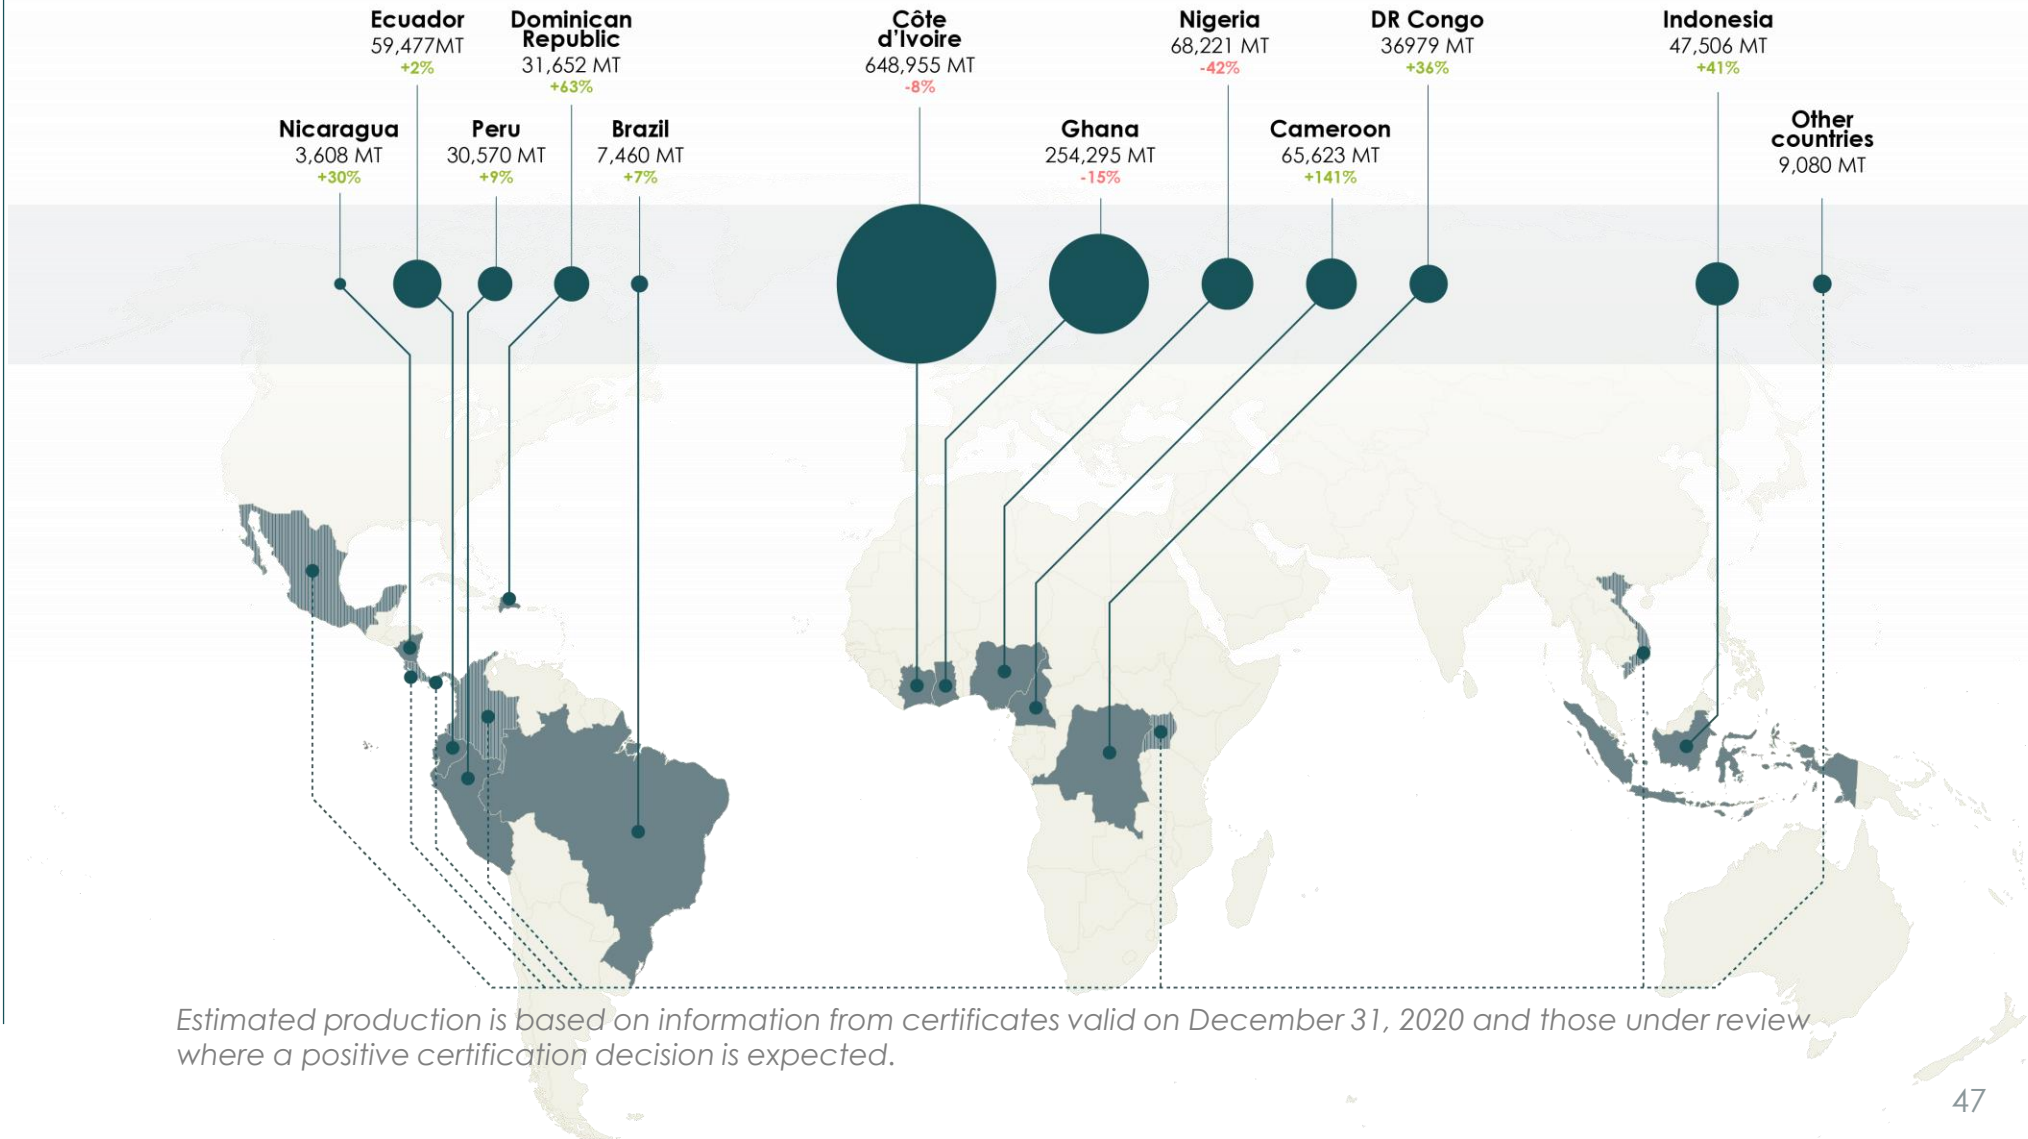 Ecuador
59,477MT
+2%
Dominican
Republic
31,652 MT
+63%
Côte
d'Ivoire
648,955 MT
-8%
Nigeria
68,221 MT
-42%
DR Congo
36979 MT
+36%
Indonesia
47,506 MT
+41%
Nicaragua
3,608 MT
+30%
Peru
30,570 MT
+9%
Brazil
7,460 MT
+7%
Ghana
254,295 MT
-15%
Cameroon
65,623 MT
+141%
Other
countries
9,080 MT
Estimated production is based on information from certificates valid on December 31, 2020 and those under review
where a positive certification decision is expected.
47